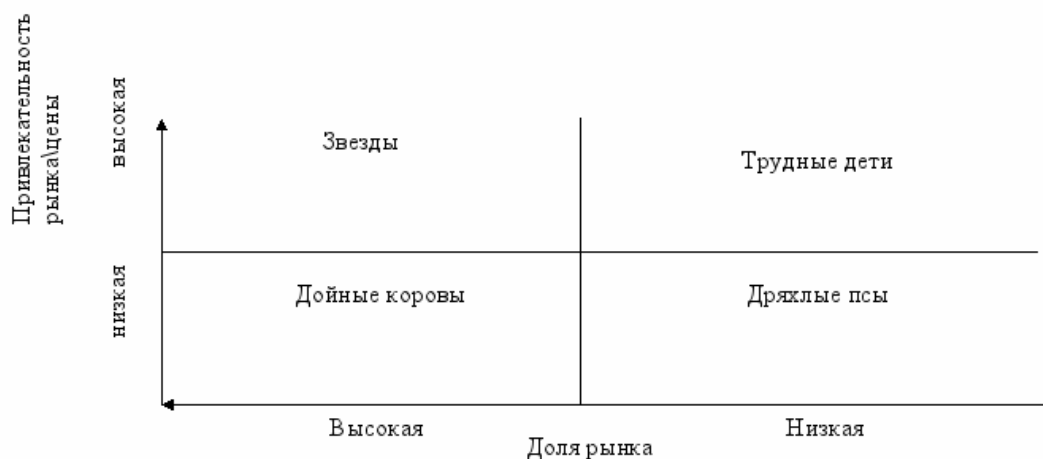 Привлекательность
рынка\цены
высокая
низкая
Звезды
Трудные дети
Дойные коровы
Дряхлые псы
Высокая
Низкая
Доля рынка